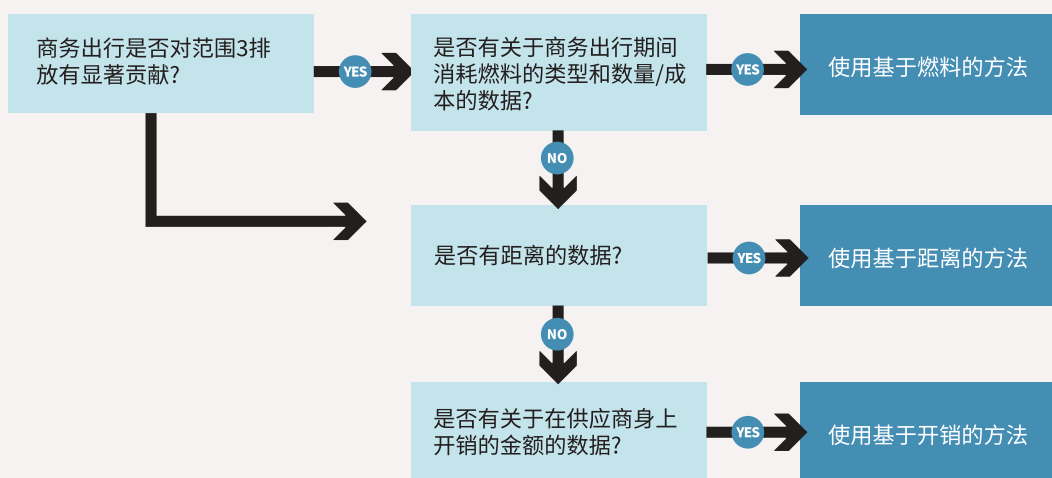 商务出行是否对范围3排
放有显著贡献?
YES
是否有关于商务出行期间
消耗燃料的类型和数量/成
本的数据?
YES
使用基于燃料的方法
NO
是否有距离的数据?
YES
使用基于距离的方法
NO
是否有关于在供应商身上
开销的金额的数据?
YES
使用基于开销的方法